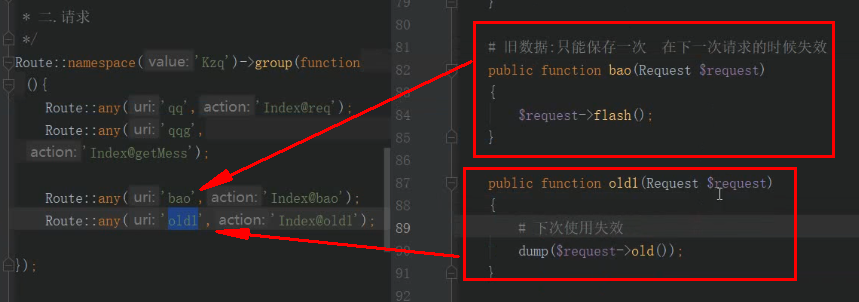 * 二.请求
*/
Route::namespace( value: 'Kzq')->group(function
(){
Route::any( uri: 'qq', action: 'Index@req');
Route::any( uri: 'qqg',
action: 'Index@getMess');
Route::any( uri: 'bao', action: 'Index@bao');
Route::any( uri: 'old1', action: 'Index@old1');
});
79 }
80
81 # 旧数据:只能保存一次 在下一次请求的时候失效
82 public function bao(Request $request)
83 {
84 $request->flash();
85 }
86
87 public function old1(Request $request)
88 {
89 # 下次使用失效
90 dump($request->old());
91 }
92